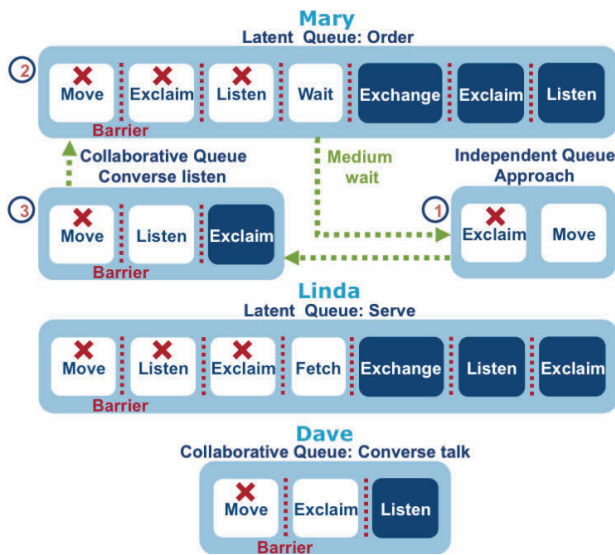 Mary
Latent Queue: Order
2
Move Exclaim Listen Wait Exchange Exclaim Listen
Barrier
Collaborative Queue
Converse listen
Medium
wait
Independent Queue
Approach
3
Move Listen Exclaim
Barrier
1
Exclaim Move
Linda
Latent Queue: Serve
Move Listen Exclaim Fetch Exchange Listen Exclaim
Barrier
Dave
Collaborative Queue: Converse talk
Move Exclaim Listen
Barrier